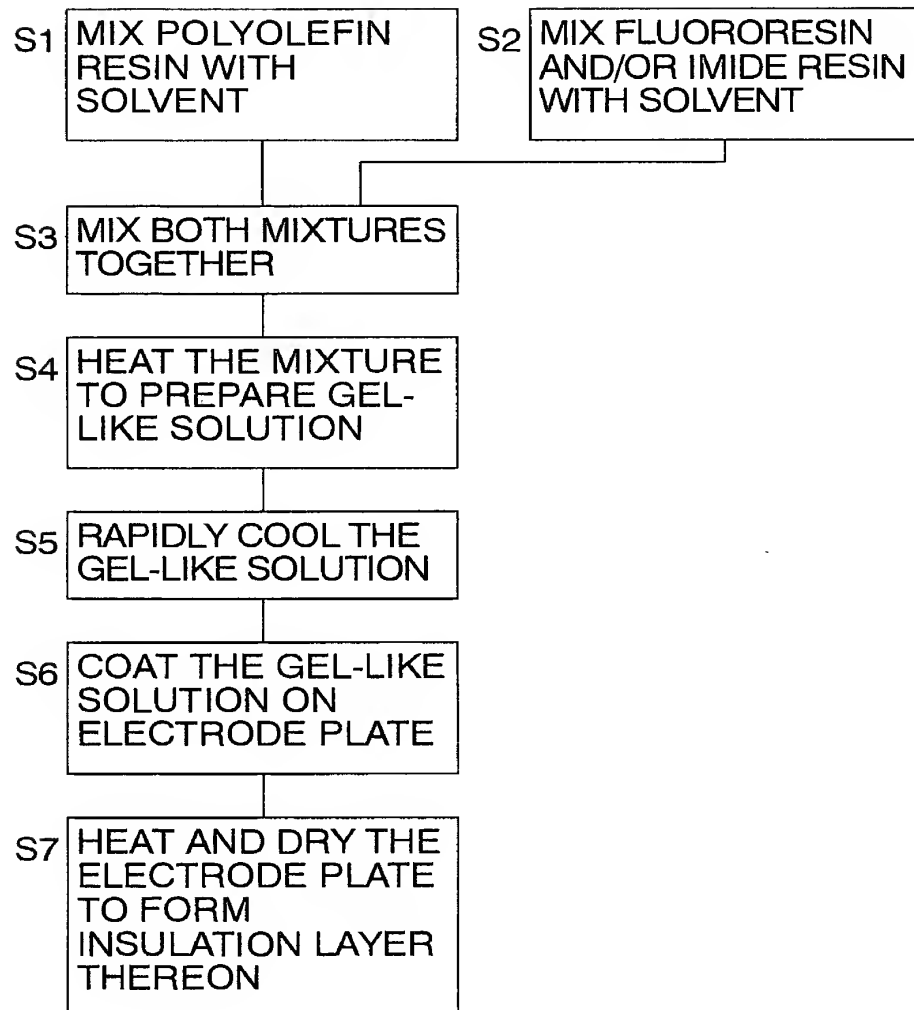 S1
MIX POLYOLEFIN
RESIN WITH
SOLVENT
S2
MIX FLUORORESIN
AND/OR IMIDE RESIN
WITH SOLVENT
S3
MIX BOTH MIXTURES
TOGETHER
S4
HEAT THE MIXTURE
TO PREPARE GEL-
LIKE SOLUTION
S5
RAPIDLY COOL THE
GEL-LIKE SOLUTION
S6
COAT THE GEL-LIKE
SOLUTION ON
ELECTRODE PLATE
S7
HEAT AND DRY THE
ELECTRODE PLATE
TO FORM
INSULATION LAYER
THEREON